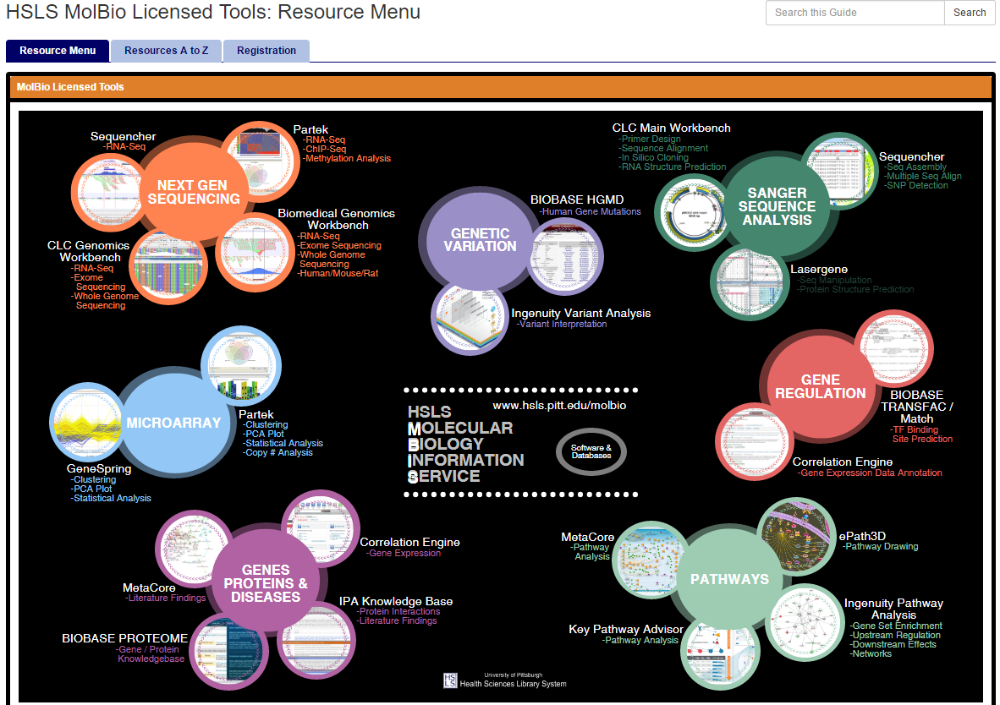 HSLS MolBio Licensed Tools: Resource Menu
Search this Guide
Search
Resource Menu
Resources A to Z
Registration
MolBio Licensed Tools
Sequencher
-RNA-Seq
Partek
-RNA-Seq
-ChIP-Seq
-Methylation Analysis
NEXT GEN
SEQUENCING
Biomedical Genomics
Workbench
-RNA-Seq
-Exome Sequencing
-Whole Genome
Sequencing
-Human/Mouse/Rat
CLC Genomics
Workbench
-RNA-Seq
-Exome
Sequencing
-Whole Genome
Sequencing
GENETIC
VARIATION
BIOBASE HGMD
-Human Gene Mutations
Ingenuity Variant Analysis
-Variant Interpretation
CLC Main Workbench
-Primer Design
-Sequence Alignment
-In Silico Cloning
-RNA Structure Prediction
SANGER
SEQUENCE
ANALYSIS
Sequencher
-Seq Assembly
-Multiple Seq Align
-SNP Detection
Lasergene
-Seq Manipulation
-Protein Structure Prediction
MICROARRAY
Partek
-Clustering
-PCA Plot
-Statistical Analysis
-Copy # Analysis
GeneSpring
-Clustering
-PCA Plot
-Statistical Analysis
www.hsls.pitt.edu/molbio
HSLS
MOLECULAR
BIOLOGY
INFORMATION
SERVICE
Software &
Databases
GENE
REGULATION
BIOBASE
TRANSFAC /
Match
-TF Binding
Site Prediction
Correlation Engine
-Gene Expression Data Annotation
GENES
PROTEINS &
DISEASES
Correlation Engine
-Gene Expression
MetaCore
-Literature Findings
IPA Knowledge Base
-Protein Interactions
-Literature Findings
BIOBASE PROTEOME
-Gene / Protein
Knowledgebase
PATHWAYS
MetaCore
-Pathway
Analysis
ePath3D
-Pathway Drawing
Ingenuity Pathway
Analysis
-Gene Set Enrichment
-Upstream Regulation
-Downstream Effects
-Networks
Key Pathway Advisor
-Pathway Analysis
HS
LS
University of Pittsburgh
Health Sciences Library System